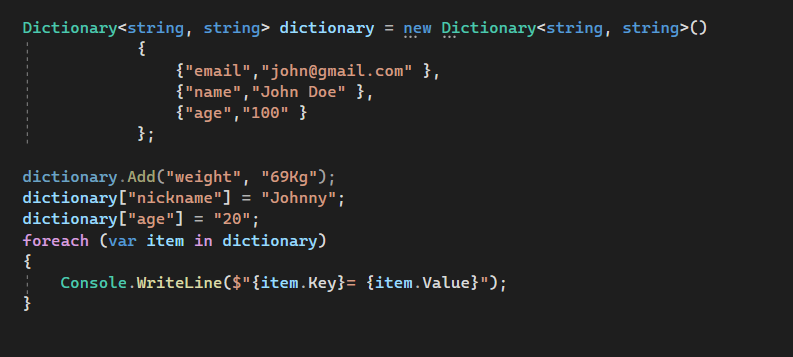 Dictionary<string, string> dictionary = new Dictionary<string, string>()
{
{"email","john@gmail.com" },
{"name","John Doe" },
{"age","100" }
};
dictionary.Add("weight", "69Kg");
dictionary["nickname"] = "Johnny";
dictionary["age"] = "20";
foreach (var item in dictionary)
{
Console.WriteLine($"{item.Key}= {item.Value}");
}